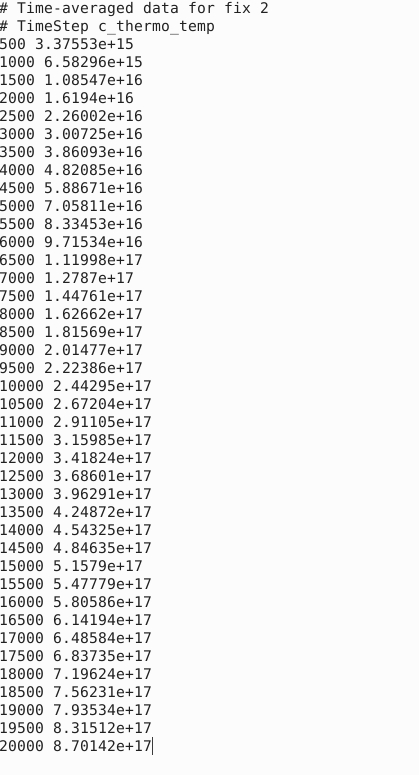 # Time-averaged data for fix 2
# TimeStep c_thermo_temp
500 3.37553e+15
1000 6.58296e+15
1500 1.08547e+16
2000 1.6194e+16
2500 2.26002e+16
3000 3.00725e+16
3500 3.86093e+16
4000 4.82085e+16
4500 5.88671e+16
5000 7.05811e+16
5500 8.33453e+16
6000 9.71534e+16
6500 1.11998e+17
7000 1.2787e+17
7500 1.44761e+17
8000 1.62662e+17
8500 1.81569e+17
9000 2.01477e+17
9500 2.22386e+17
10000 2.44295e+17
10500 2.67204e+17
11000 2.91105e+17
11500 3.15985e+17
12000 3.41824e+17
12500 3.68601e+17
13000 3.96291e+17
13500 4.24872e+17
14000 4.54325e+17
14500 4.84635e+17
15000 5.1579e+17
15500 5.47779e+17
16000 5.80586e+17
16500 6.14194e+17
17000 6.48584e+17
17500 6.83735e+17
18000 7.19624e+17
18500 7.56231e+17
19000 7.93534e+17
19500 8.31512e+17
20000 8.70142e+17